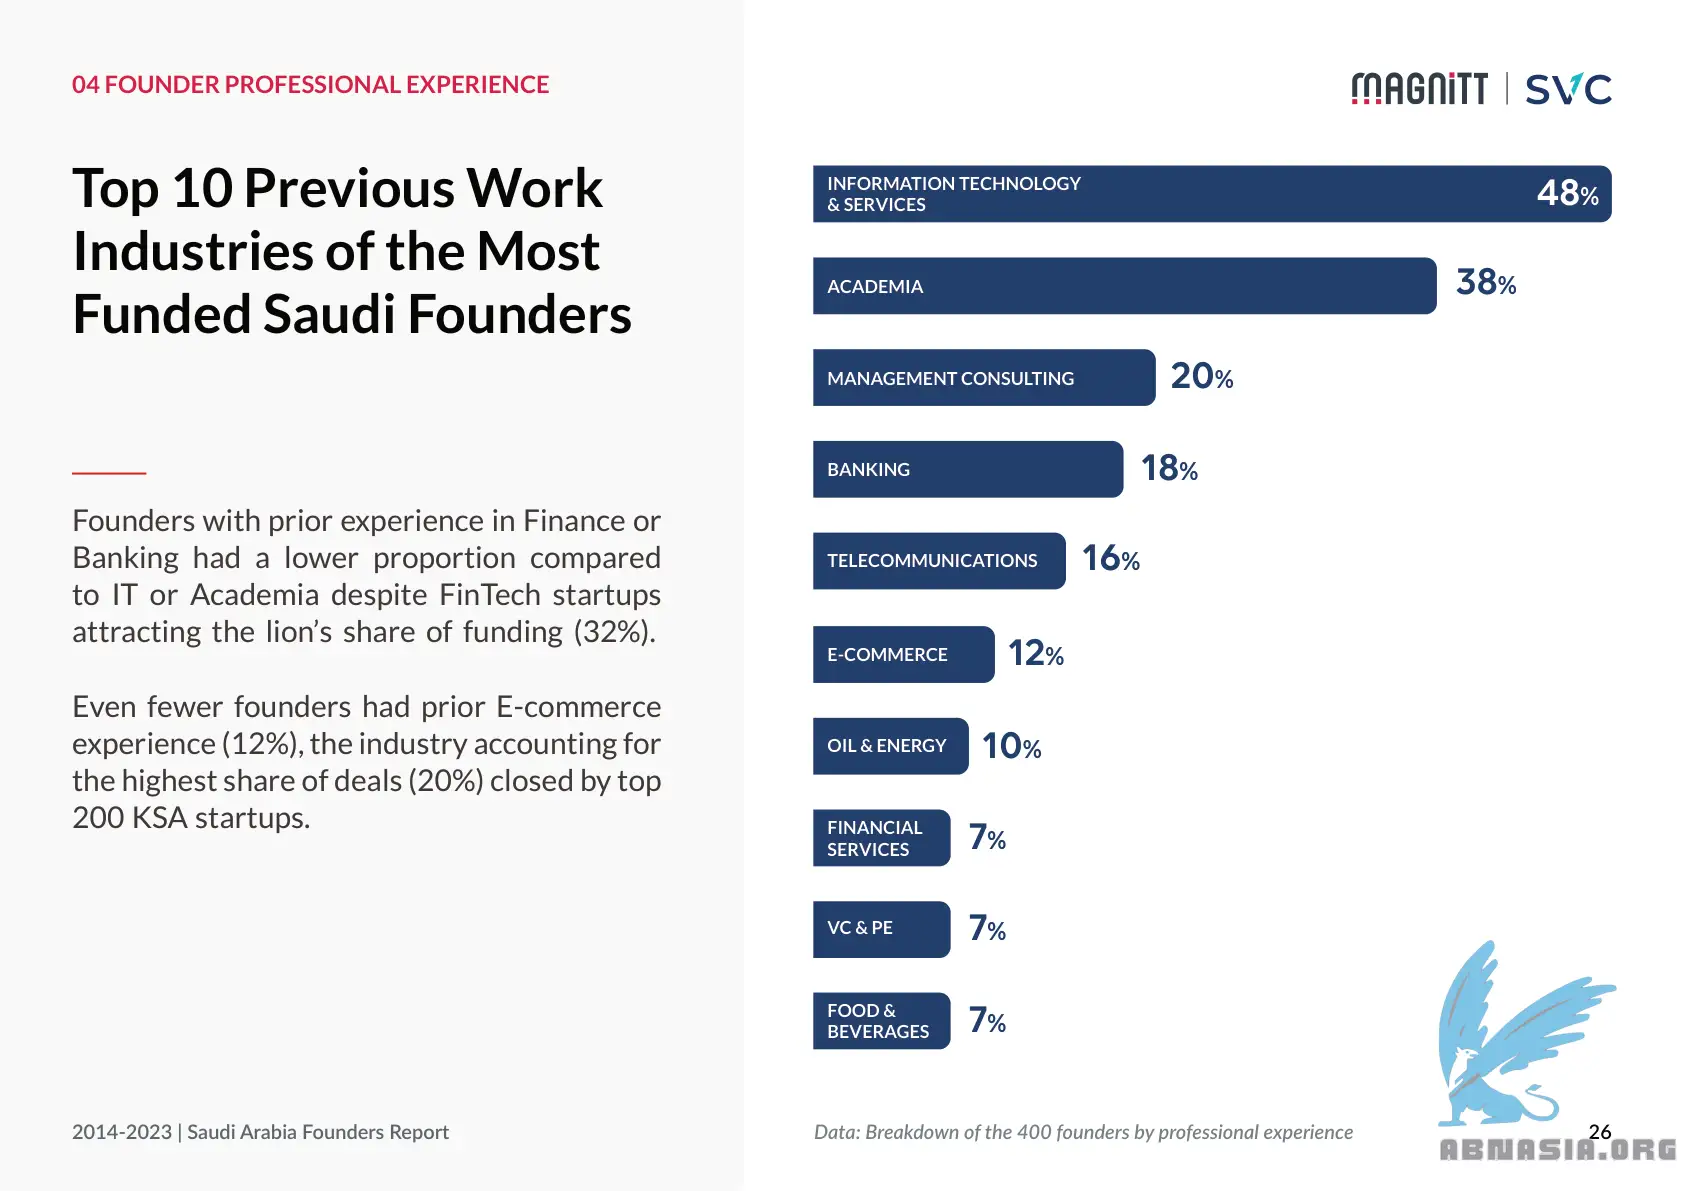 04 FOUNDER PROFESSIONAL EXPERIENCE
MAGNiTT | SVC
Top 10 Previous Work
Industries of the Most
Funded Saudi Founders
Founders with prior experience in Finance or
Banking had a lower proportion compared
to IT or Academia despite FinTech startups
attracting the lion’s share of funding (32%).
Even fewer founders had prior E-commerce
experience (12%), the industry accounting for
the highest share of deals (20%) closed by top
200 KSA startups.
INFORMATION TECHNOLOGY
& SERVICES
48%
ACADEMIA
38%
MANAGEMENT CONSULTING
20%
BANKING
18%
TELECOMMUNICATIONS
16%
E-COMMERCE
12%
OIL & ENERGY
10%
FINANCIAL
SERVICES
7%
VC & PE
7%
FOOD &
BEVERAGES
7%
2014-2023 | Saudi Arabia Founders Report
Data: Breakdown of the 400 founders by professional experience
26
ABNASIA.ORG